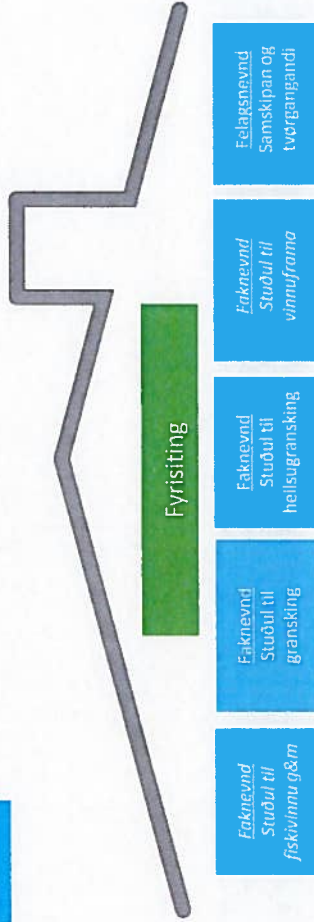 Fyrisiting
Faknevnd
Stuðul til
fiskivinnu g&m
Faknevnd
Stuðul til
gransking
Faknevnd
Stuðul til
heilsugransking
Faknevnd
Stuðul til
vinnuframa
Felagsnevnd
Samskipan og
tvørgangandi